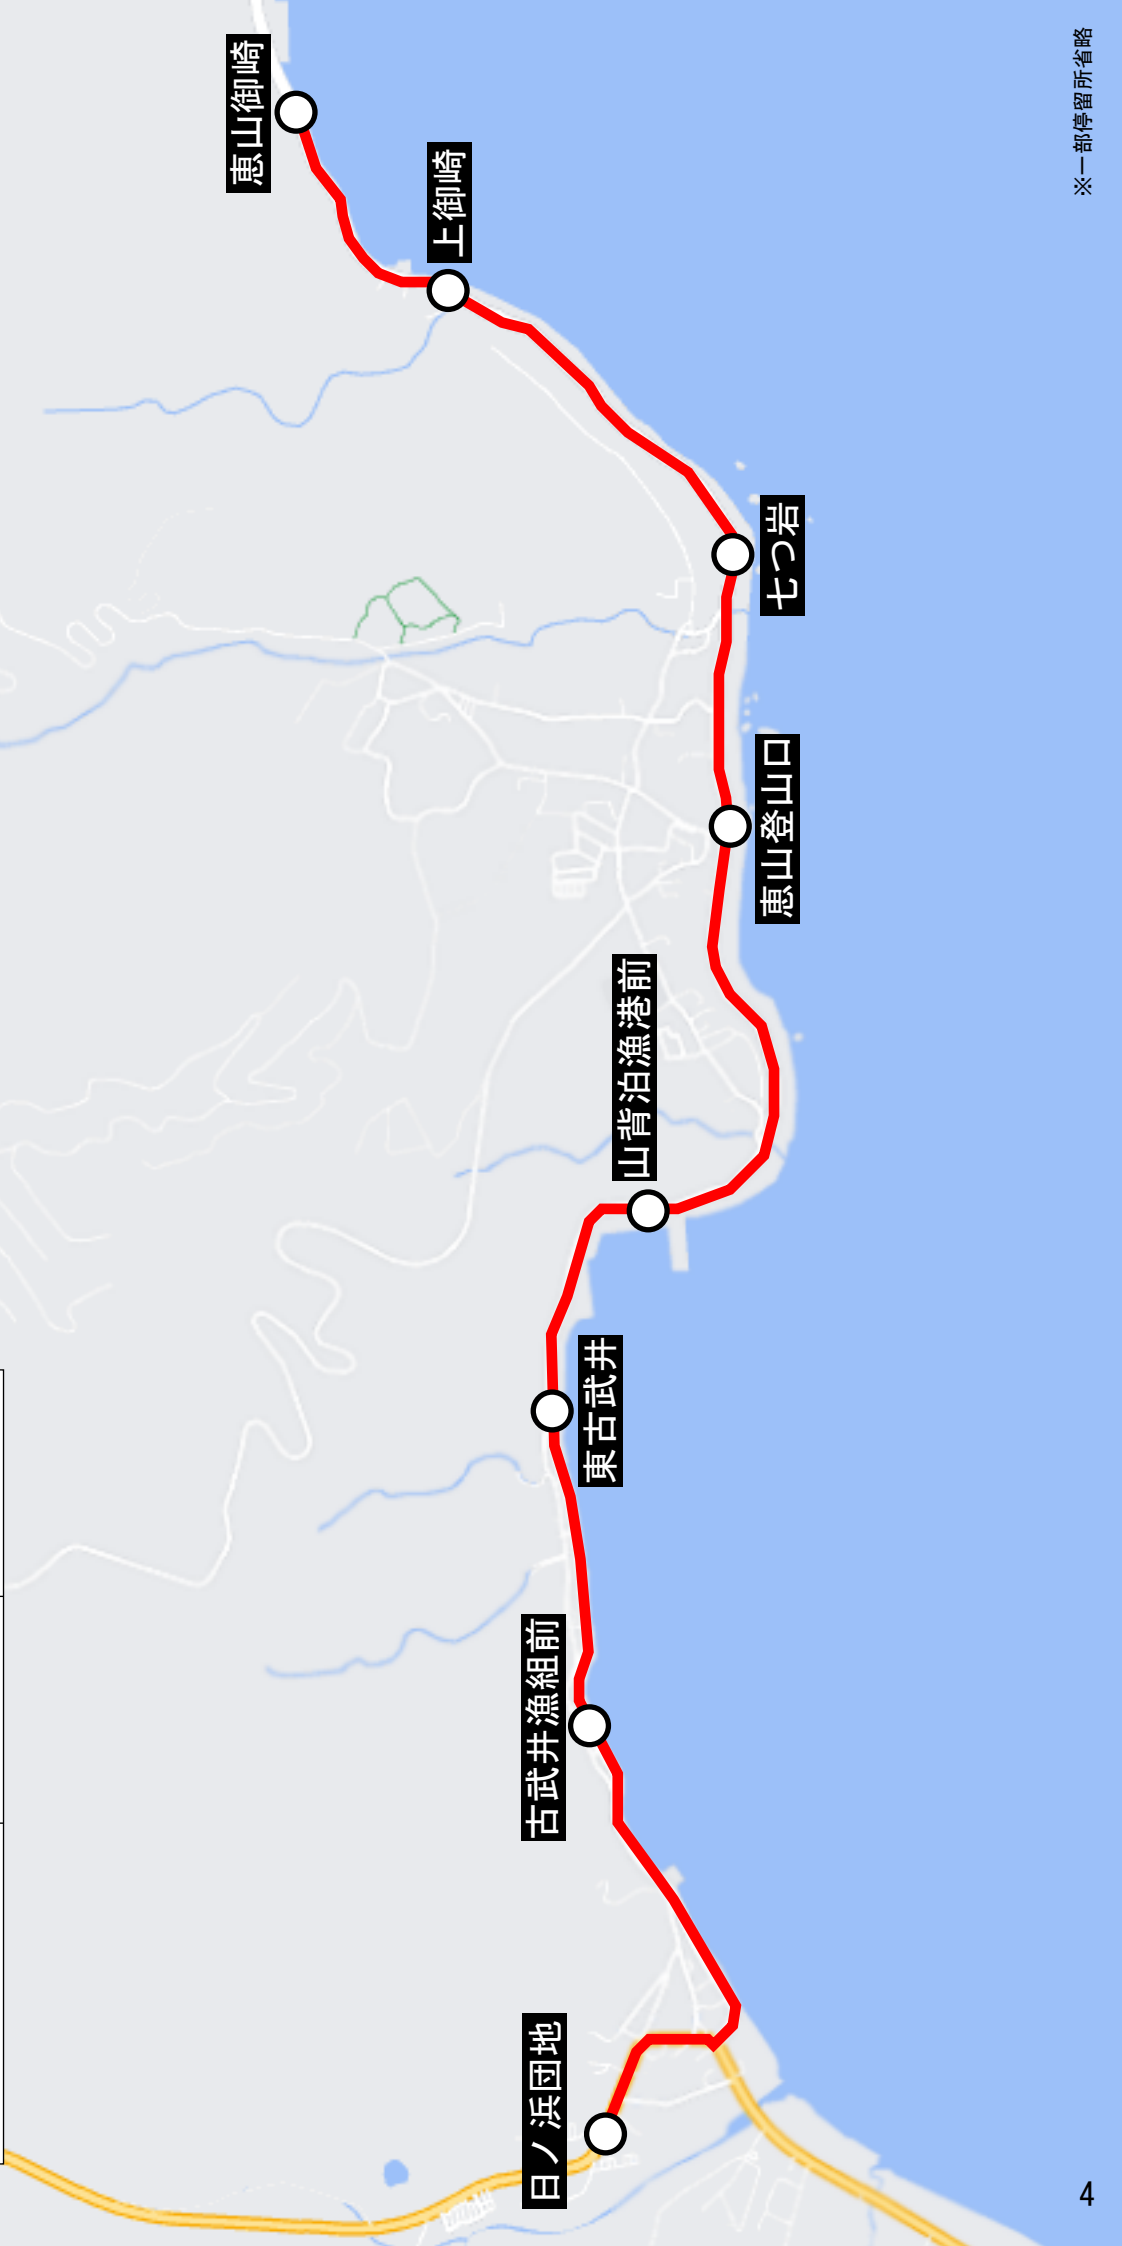 恵山御崎
上御崎
七つ岩
恵山登山口
山背泊漁港前
東古武井
古武井漁組前
日ノ浜団地
※一部停留所省略
4